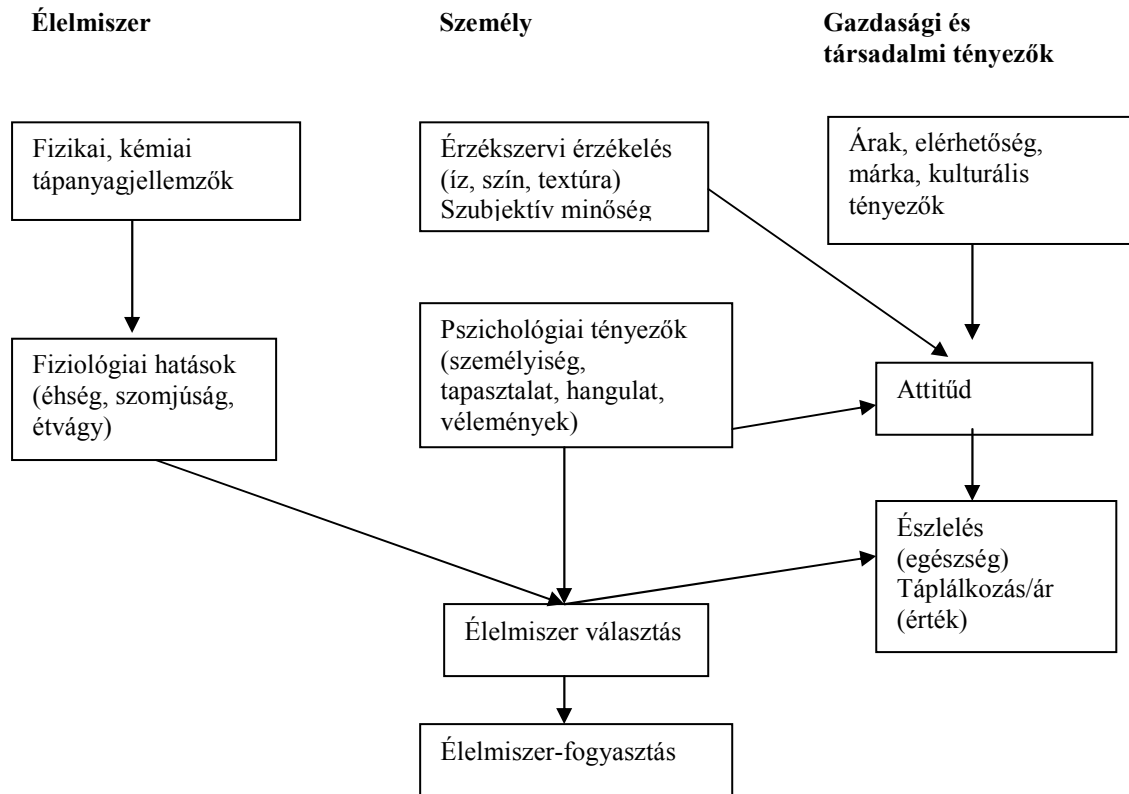 Élelmiszer
Személy
Gazdasági és
társadalmi tényezők
Fizikai, kémiai
tápanyagjellemzők
Érzékszervi érzékelés
(íz, szín, textúra)
Szubjektív minőség
Árak, elérhetőség,
márka, kulturális
tényezők
Fiziológiai hatások
(éhség, szomjúság,
étvágy)
Pszichológiai tényezők
(személyiség,
tapasztalat, hangulat,
vélemények)
Attitűd
Észlelés
(egészség)
Táplálkozás/ár
(érték)
Élelmiszer választás
Élelmiszer-fogyasztás